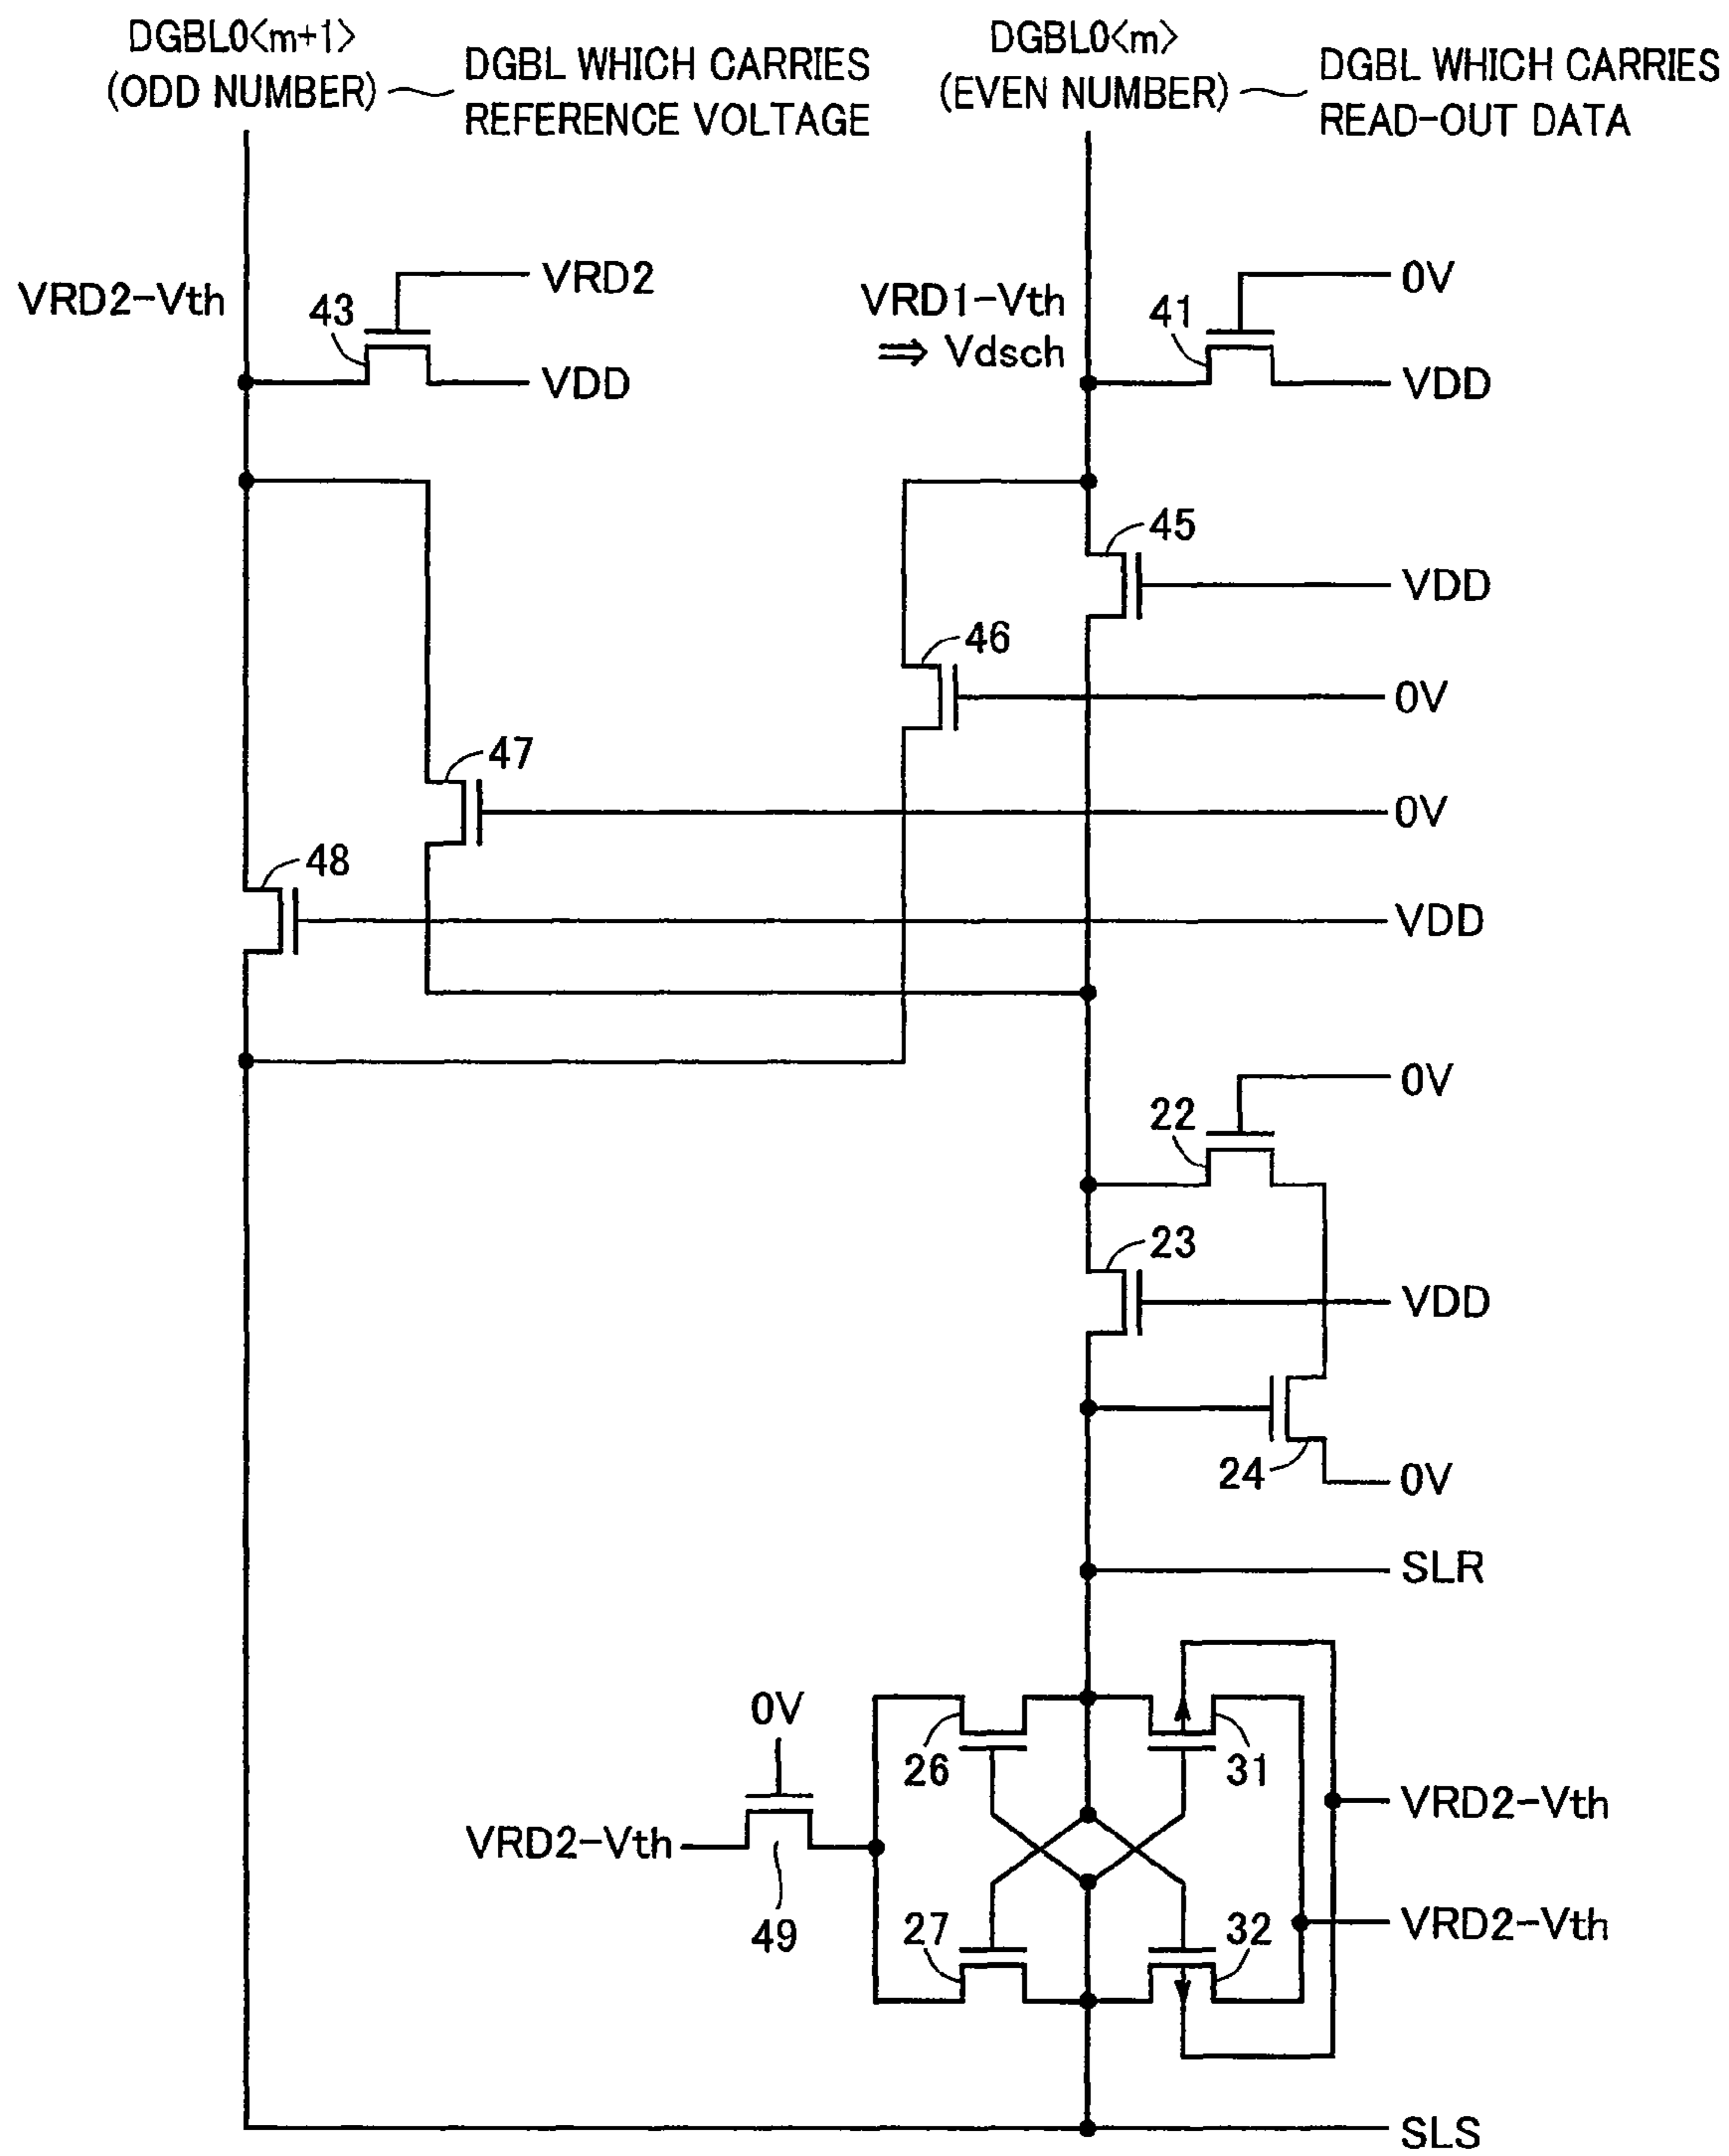 DGBL0<m+1>
(ODD NUMBER)
DGBL WHICH CARRIES
REFERENCE VOLTAGE
DGBL0<m>
(EVEN NUMBER)
DGBL WHICH CARRIES
READ-OUT DATA
VRD2-Vth
43
VRD2
VDD
VRD1-Vth
⇒ Vdsch
41
0V
VDD
45
VDD
46
0V
47
0V
48
VDD
0V
22
23
VDD
24
0V
SLR
0V
26
31
VRD2-Vth
VRD2-Vth
49
27
32
VRD2-Vth
SLS